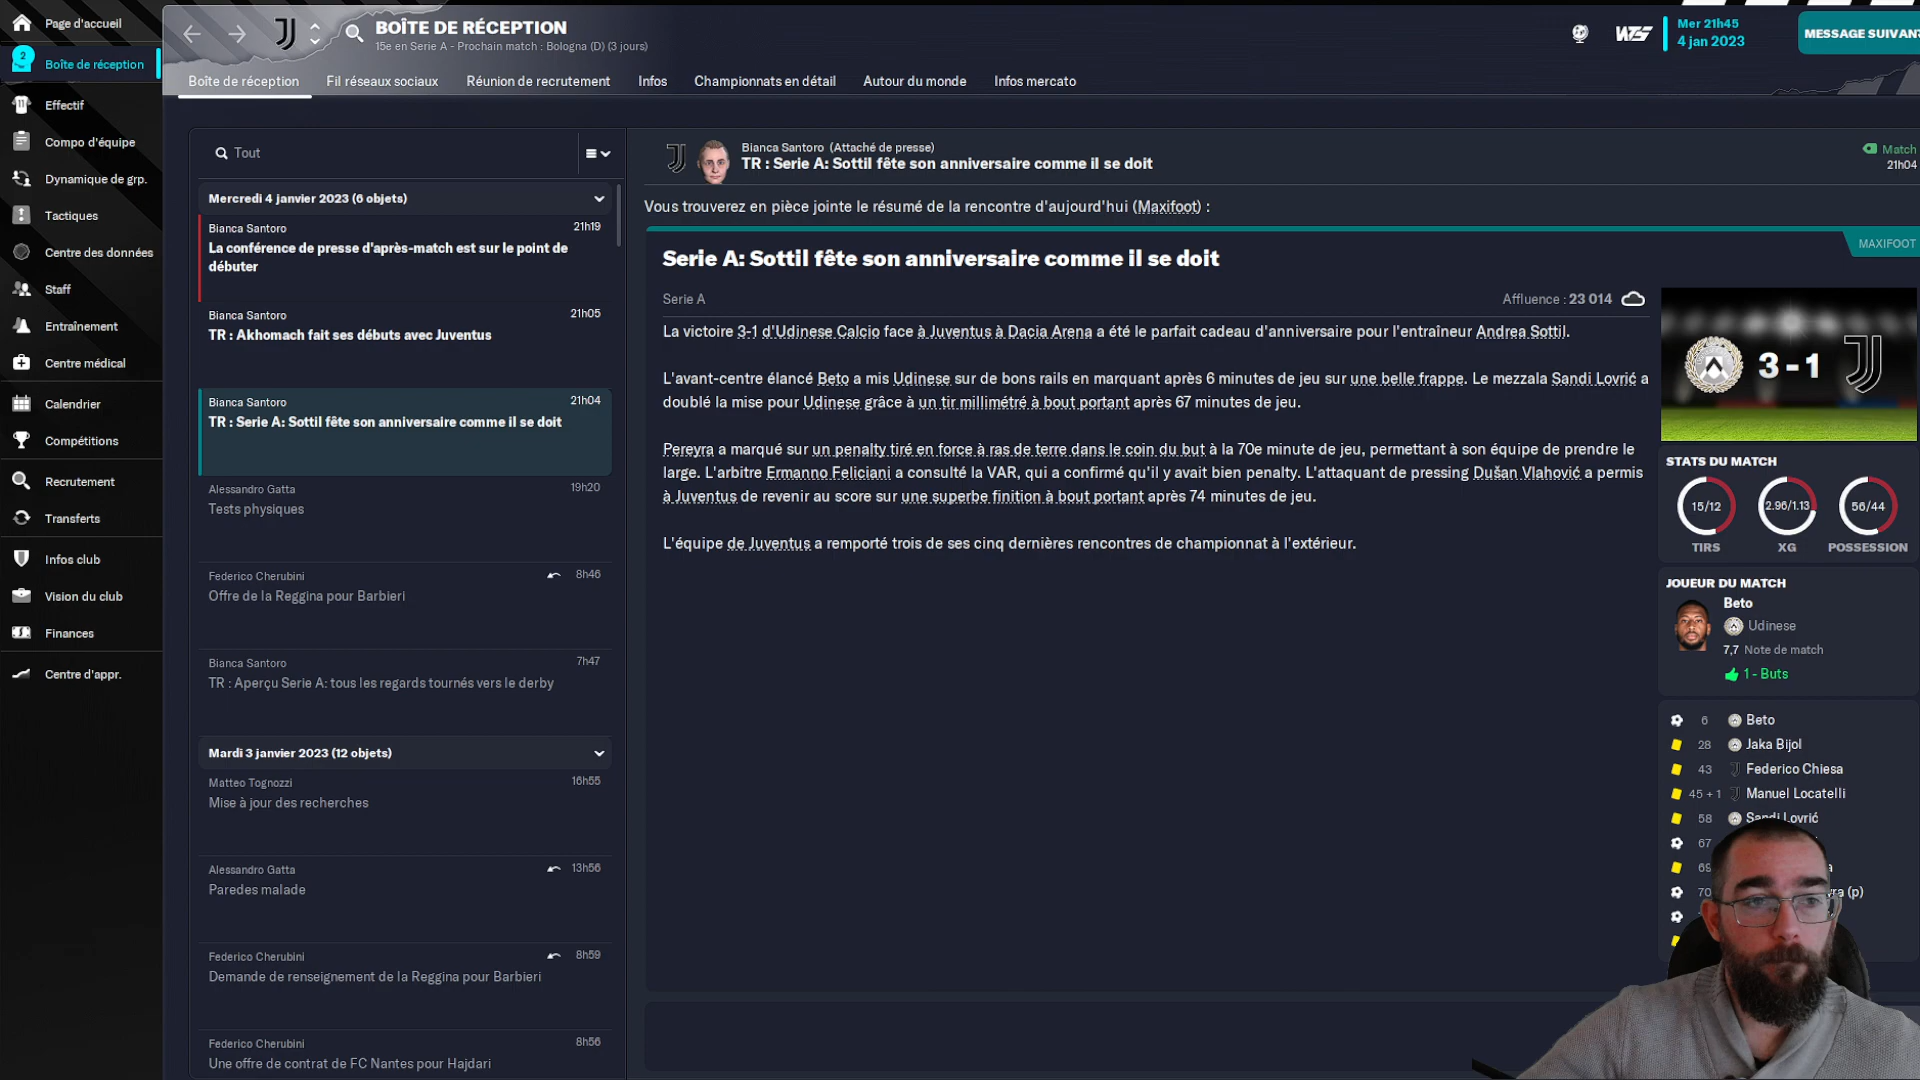 Page d'accueil
2
Boîte de réception
Effectif
Compo d'équipe
Dynamique de grp.
Tactiques
Centre des données
Staff
Entraînement
Centre médical
Calendrier
Compétitions
Recrutement
Transferts
Infos club
Vision du club
Finances
Centre d'appr.
BOÎTE DE RÉCEPTION
15e en Serie A - Prochain match : Bologna (D) (3 jours)
Mer 21h45
4 jan 2023
Boîte de réception
Fil réseaux sociaux
Réunion de recrutement
Infos
Championnats en détail
Autour du monde
Infos mercato
Tout
Mercredi 4 janvier 2023 (6 objets)
Bianca Santoro 21h19
La conférence de presse d'après-match est sur le point de
débuter
Bianca Santoro 21h05
TR : Akhomach fait ses débuts avec Juventus
Bianca Santoro 21h04
TR : Serie A: Sottil fête son anniversaire comme il se doit
Alessandro Gatta 19h20
Tests physiques
Federico Cherubini 8h46
Offre de la Reggina pour Barbieri
Bianca Santoro 7h47
TR : Aperçu Serie A: tous les regards tournés vers le derby
Mardi 3 janvier 2023 (12 objets)
Matteo Tognozzi 16h55
Mise à jour des recherches
Alessandro Gatta 13h56
Paredes malade
Federico Cherubini 8h59
Demande de renseignement de la Reggina pour Barbieri
Federico Cherubini 8h56
Une offre de contrat de FC Nantes pour Hajdari
Bianca Santoro (Attaché de presse)
TR : Serie A: Sottil fête son anniversaire comme il se doit
Match
21h04
Vous trouverez en pièce jointe le résumé de la rencontre d'aujourd'hui (Maxifoot) :
MAXIFOOT
Serie A: Sottil fête son anniversaire comme il se doit
Serie A
Affluence : 23 014
La victoire 3-1 d'Udinese Calcio face à Juventus à Dacia Arena a été le parfait cadeau d'anniversaire pour l'entraîneur Andrea Sottil.
L'avant-centre élancé Beto a mis Udinese sur de bons rails en marquant après 6 minutes de jeu sur une belle frappe. Le mezzala Sandi Lovrić a
doublé la mise pour Udinese grâce à un tir millimétré à bout portant après 67 minutes de jeu.
Pereyra a marqué sur un penalty tiré en force à ras de terre dans le coin du but à la 70e minute de jeu, permettant à son équipe de prendre le
large. L'arbitre Ermanno Feliciani a consulté la VAR, qui a confirmé qu'il y avait bien penalty. L'attaquant de pressing Dušan Vlahović a permis
à Juventus de revenir au score sur une superbe finition à bout portant après 74 minutes de jeu.
L'équipe de Juventus a remporté trois de ses cinq dernières rencontres de championnat à l'extérieur.
3 - 1
STATS DU MATCH
15/12
2.96/1.13
56/44
TIRS
XG
POSSESSION
JOUEUR DU MATCH
Beto
Udinese
7,7 Note de match
1 - Buts
6 Beto
28 Jaka Bijol
43 Federico Chiesa
45 + 1 Manuel Locatelli
58 Sandi Lovrić
67
69
70 (p)
MESSAGE SUIVAN